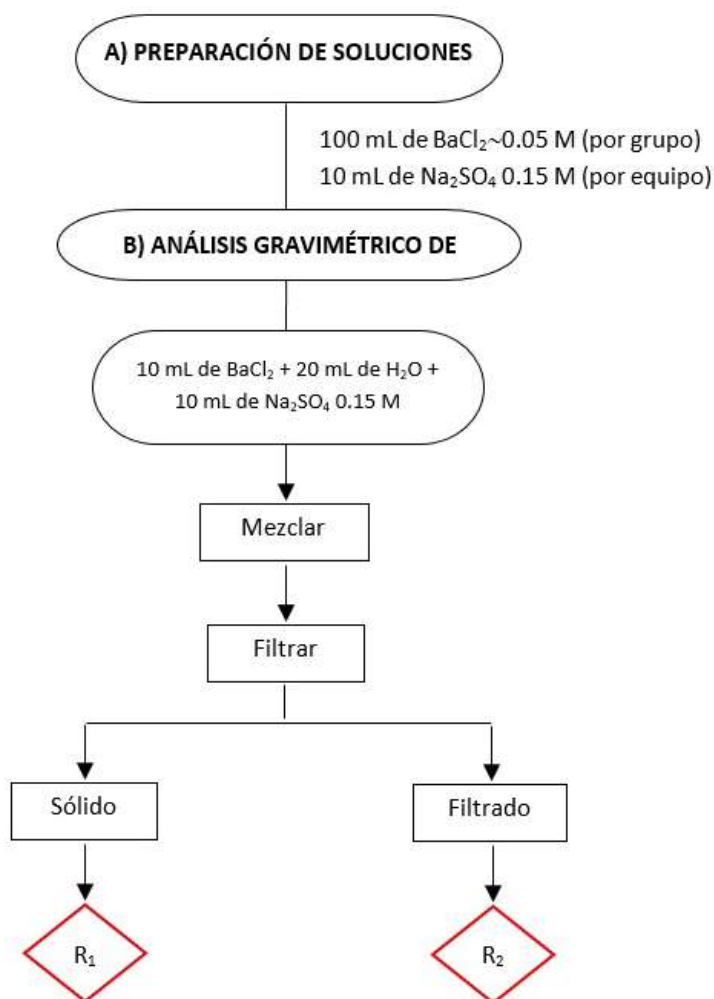 A) PREPARACIÓN DE SOLUCIONES
100 mL de BaCl₂~0.05 M (por grupo)
10 mL de Na₂SO₄ 0.15 M (por equipo)
B) ANÁLISIS GRAVIMÉTRICO DE
10 mL de BaCl₂ + 20 mL de H₂O +
10 mL de Na₂SO₄ 0.15 M
Mezclar
Filtrar
Sólido
Filtrado
R₁
R₂